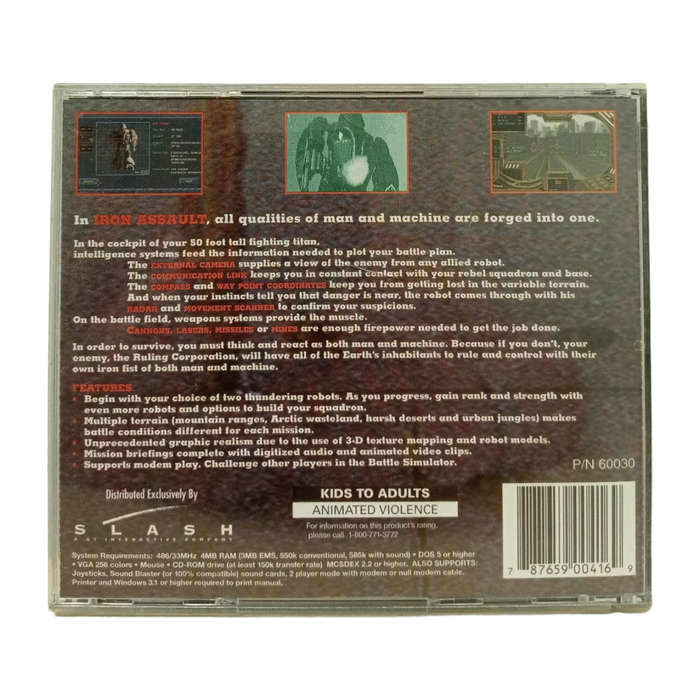 In IRON ASSAULT, all qualities of man and machine are forged into one.
In the cockpit of your 50 foot tall fighting titan,
intelligence systems feed the information needed to plot your battle plan.
The EXTERNAL CAMERA supplies a view of the enemy from any allied robot.
The COMMUNICATION LINK keeps you in constant contact with your rebel squadron and base.
The COMPASS and WAY POINT COORDINATES keep you from getting lost in the variable terrain.
And when your instincts tell you that danger is near, the robot comes through with his
RADAR and MOVEMENT SCANNER to confirm your suspicions.
On the battle field, weapons systems provide the muscle.
CANNONS, LASERS, MISSILES or MINES are enough firepower needed to get the job done.
In order to survive, you must think and react as both man and machine. Because if you don't, your
enemy, the Ruling Corporation, will have all of the Earth's inhabitants to rule and control with their
own iron fist of both man and machine.
FEATURES
• Begin with your choice of two thundering robots. As you progress, gain rank and strength with
even more robots and options to build your squadron.
• Multiple terrain (mountain ranges, Arctic wasteland, harsh deserts and urban jungles) makes
battle conditions different for each mission.
• Unprecedented graphic realism due to the use of 3-D texture mapping and robot models.
• Mission briefings complete with digitized audio and animated video clips.
• Supports modem play. Challenge other players in the Battle Simulator.
P/N 60030
Distributed Exclusively By
SLASH
A GT INTERACTIVE COMPANY
KIDS TO ADULTS
ANIMATED VIOLENCE
For information on this product's rating,
please call. 1-800-771-3772
System Requirements: 486/33MHz 4MB RAM (3MB EMS, 550k conventional, 585k with sound) • DOS 5 or higher
• VGA 256 colors • Mouse • CD-ROM drive (at least 150k transfer rate) MCSDEX 2.2 or higher. ALSO SUPPORTS:
Joysticks, Sound Blaster (or 100% compatible) sound cards, 2 player mode with modem or null modem cable.
Printer and Windows 3.1 or higher required to print manual.
7 87659 00416 9